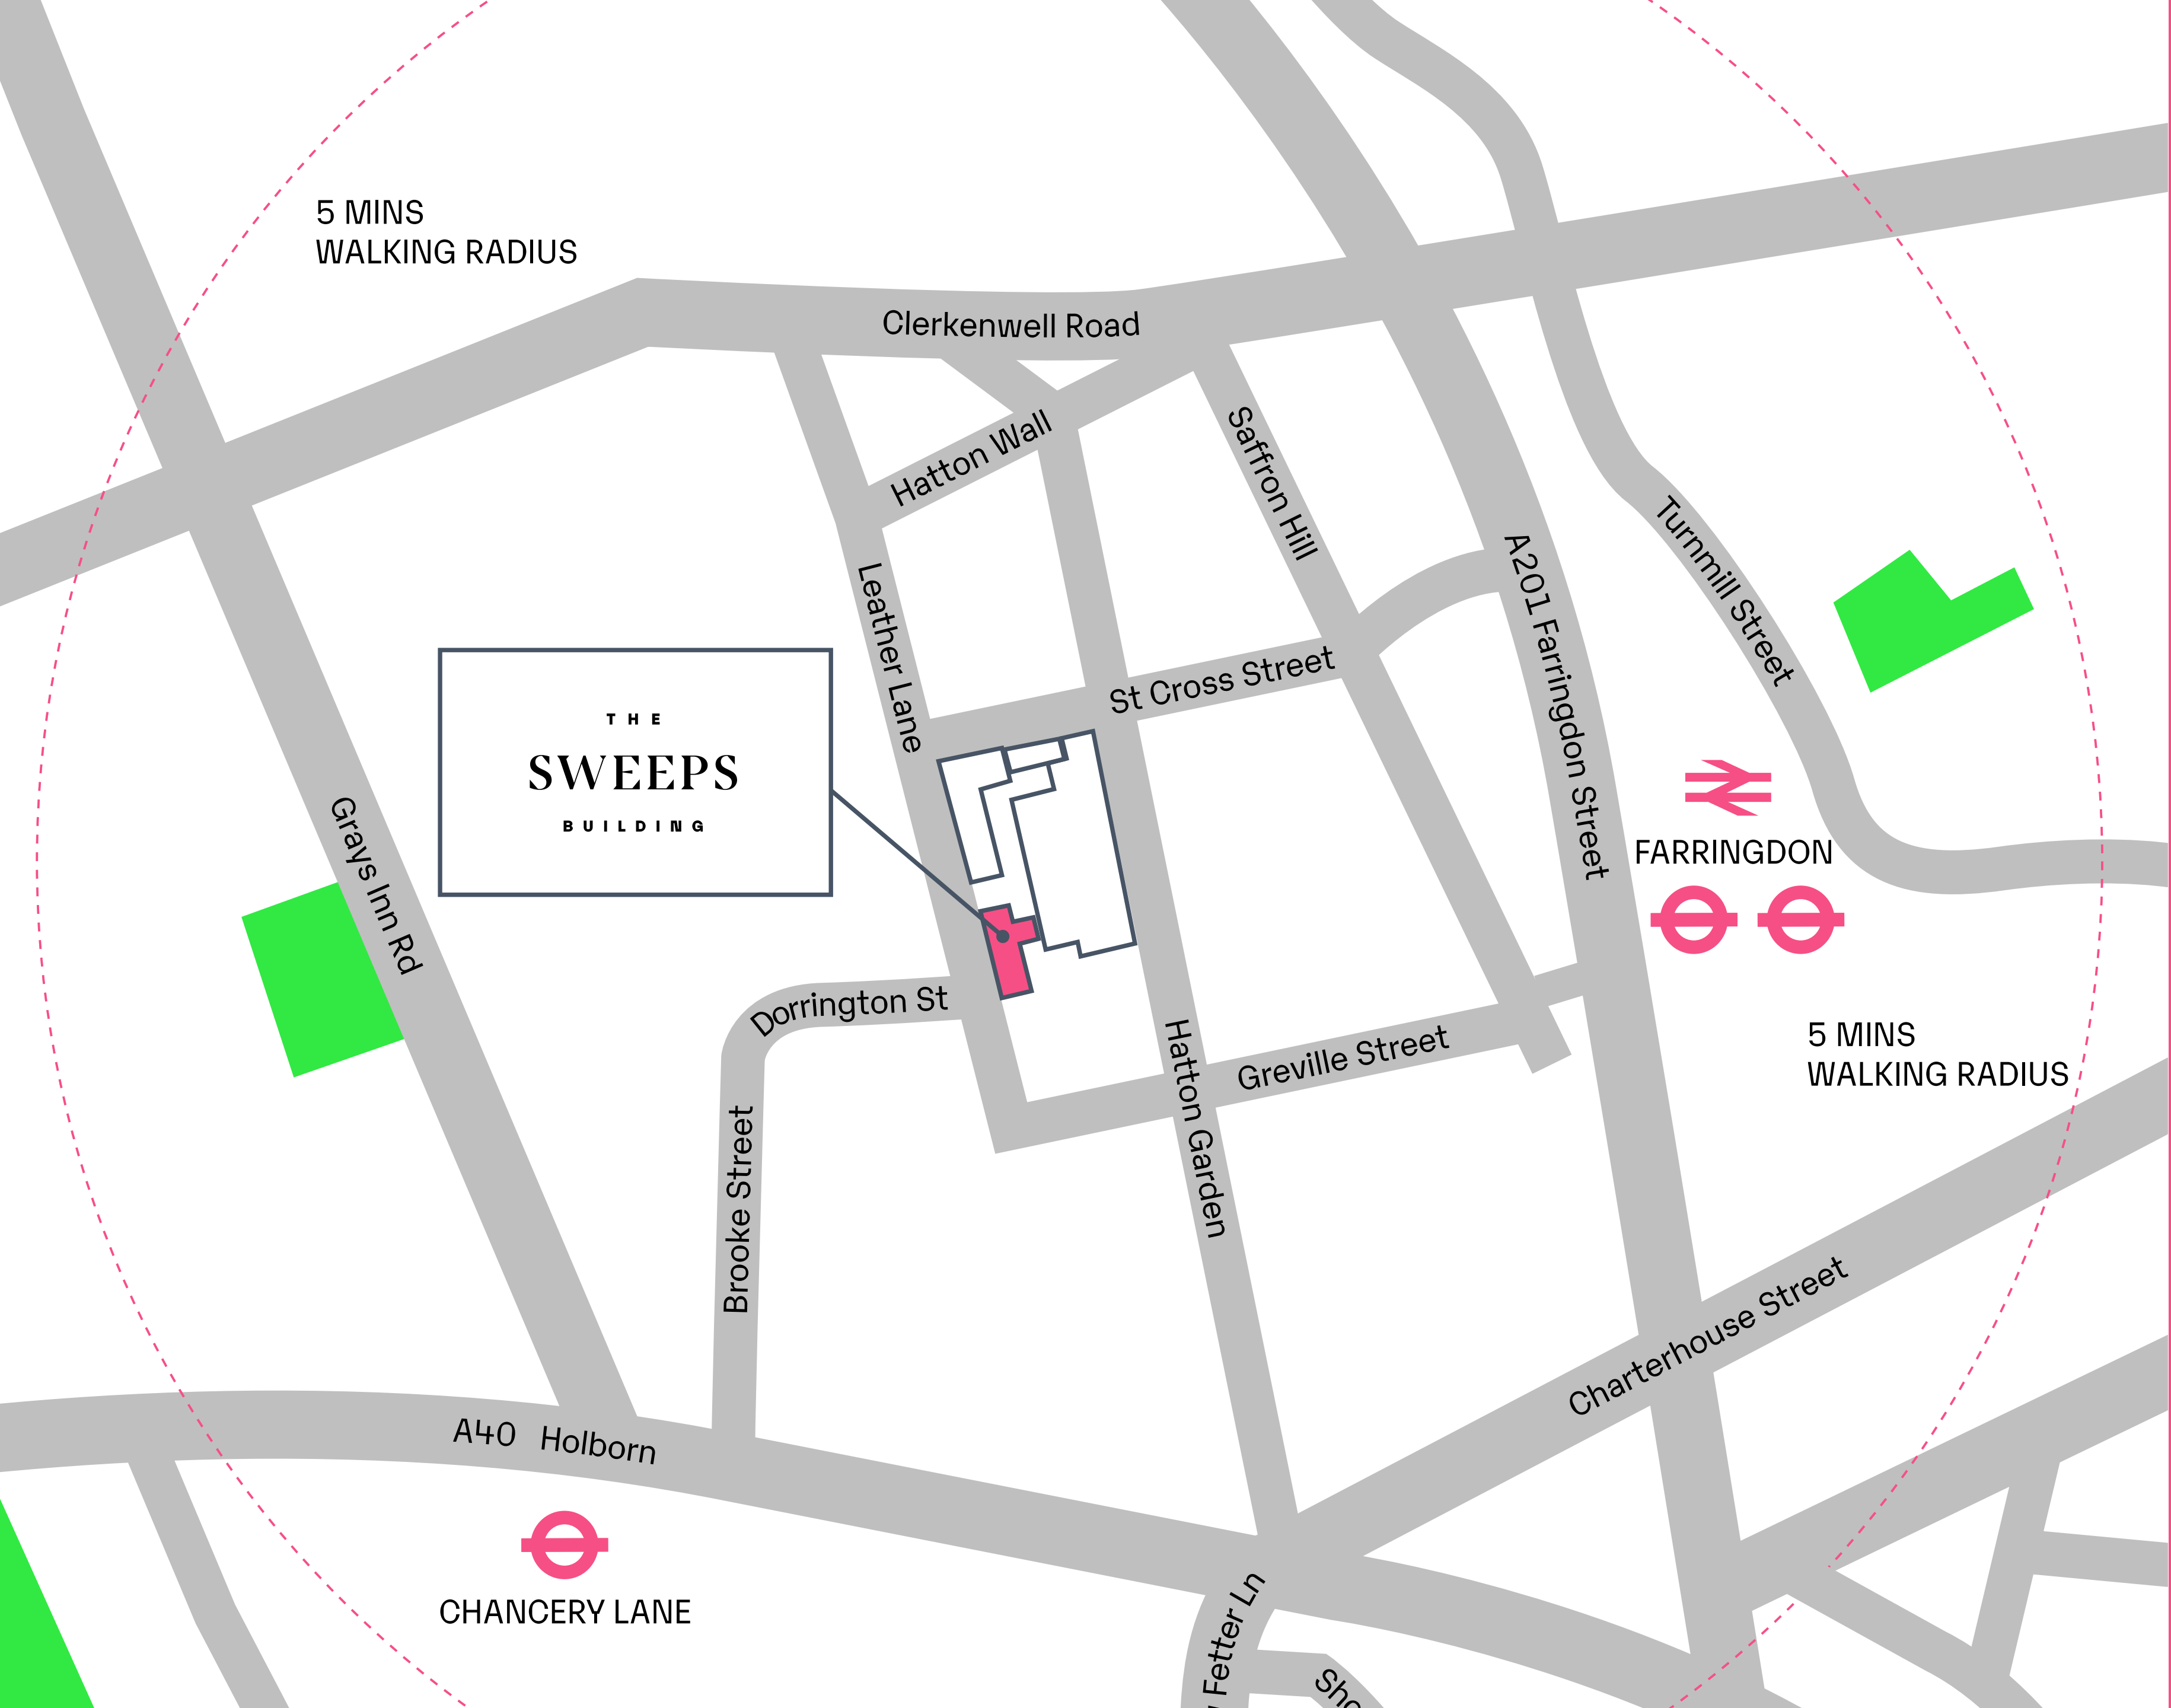 5 MINS
WALKING RADIUS
Clerkenwell Road
Hatton Wall
Saffron Hill
Leather Lane
A201 Farringdon Street
Turnmill Street
St Cross Street
THE
SWEEPS
BUILDING
Grays Inn Rd
FARRINGDON
Dorrington St
Greville Street
Hatton Garden
5 MINS
WALKING RADIUS
Brooke Street
Charterhouse Street
A40 Holborn
CHANCERY LANE
Fetter Ln
Sho